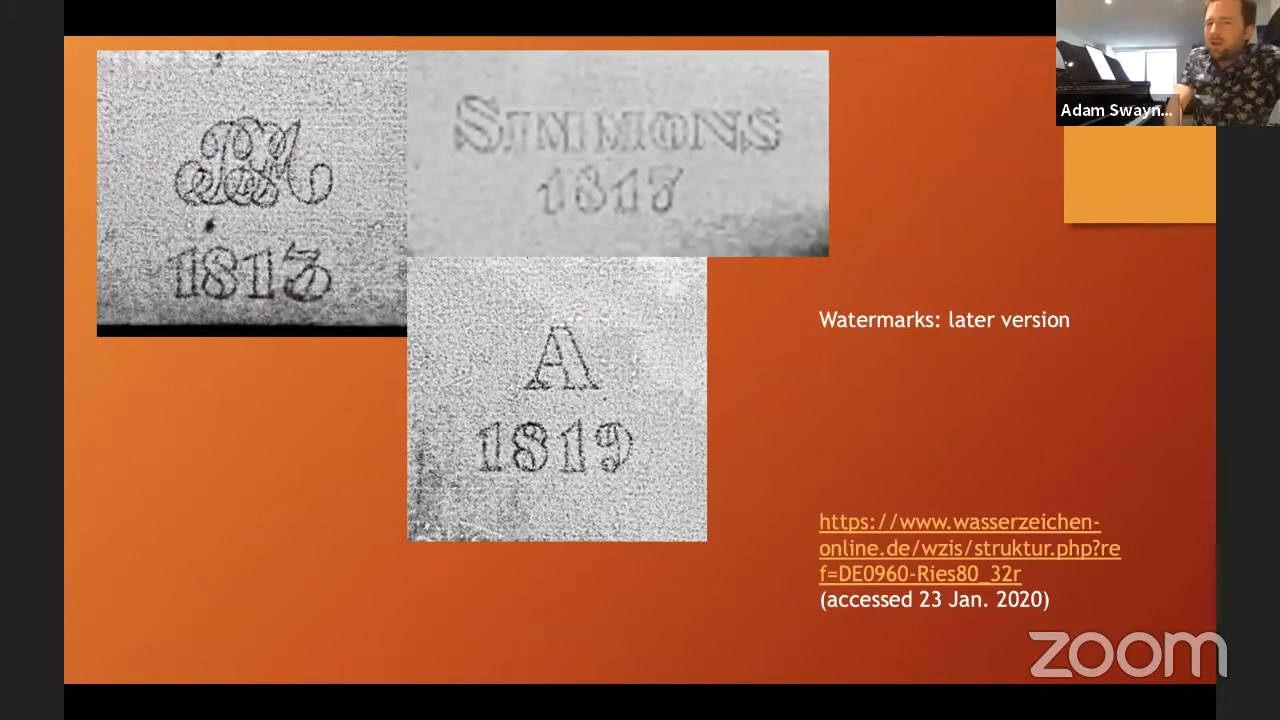 1813
SIMMONS
1817
A
1819
Adam Swayn...
Watermarks: later version
https://www.wasserzeichen-
online.de/wzis/struktur.php?re
f=DE0960-Ries80_32r
(accessed 23 Jan. 2020)
zoom